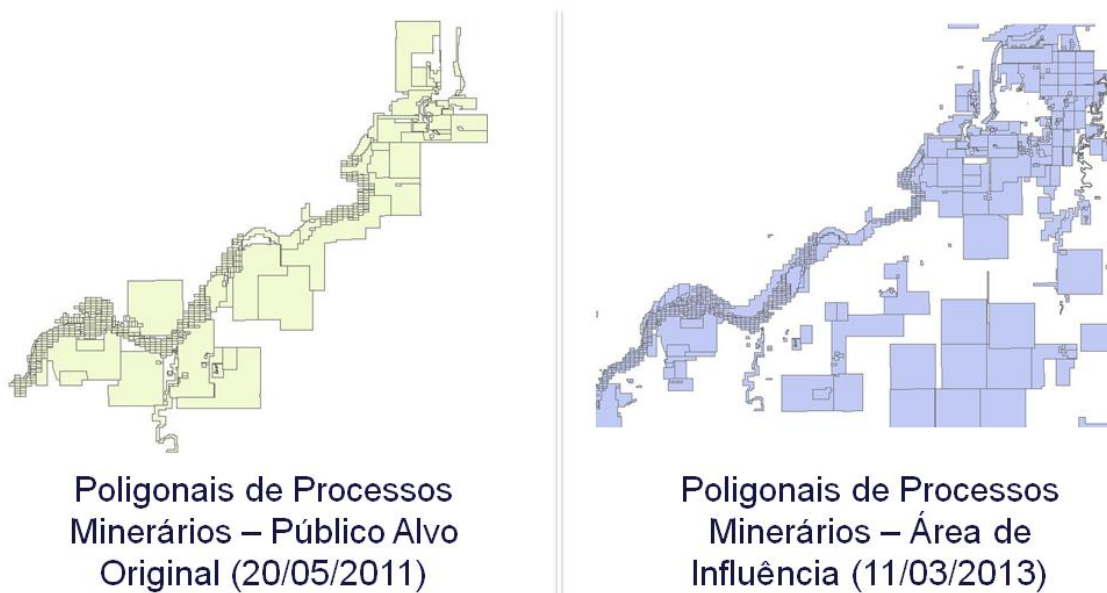 Poligonais de Processos
Minerários – Público Alvo
Original (20/05/2011)
Poligonais de Processos
Minerários – Área de
Influência (11/03/2013)